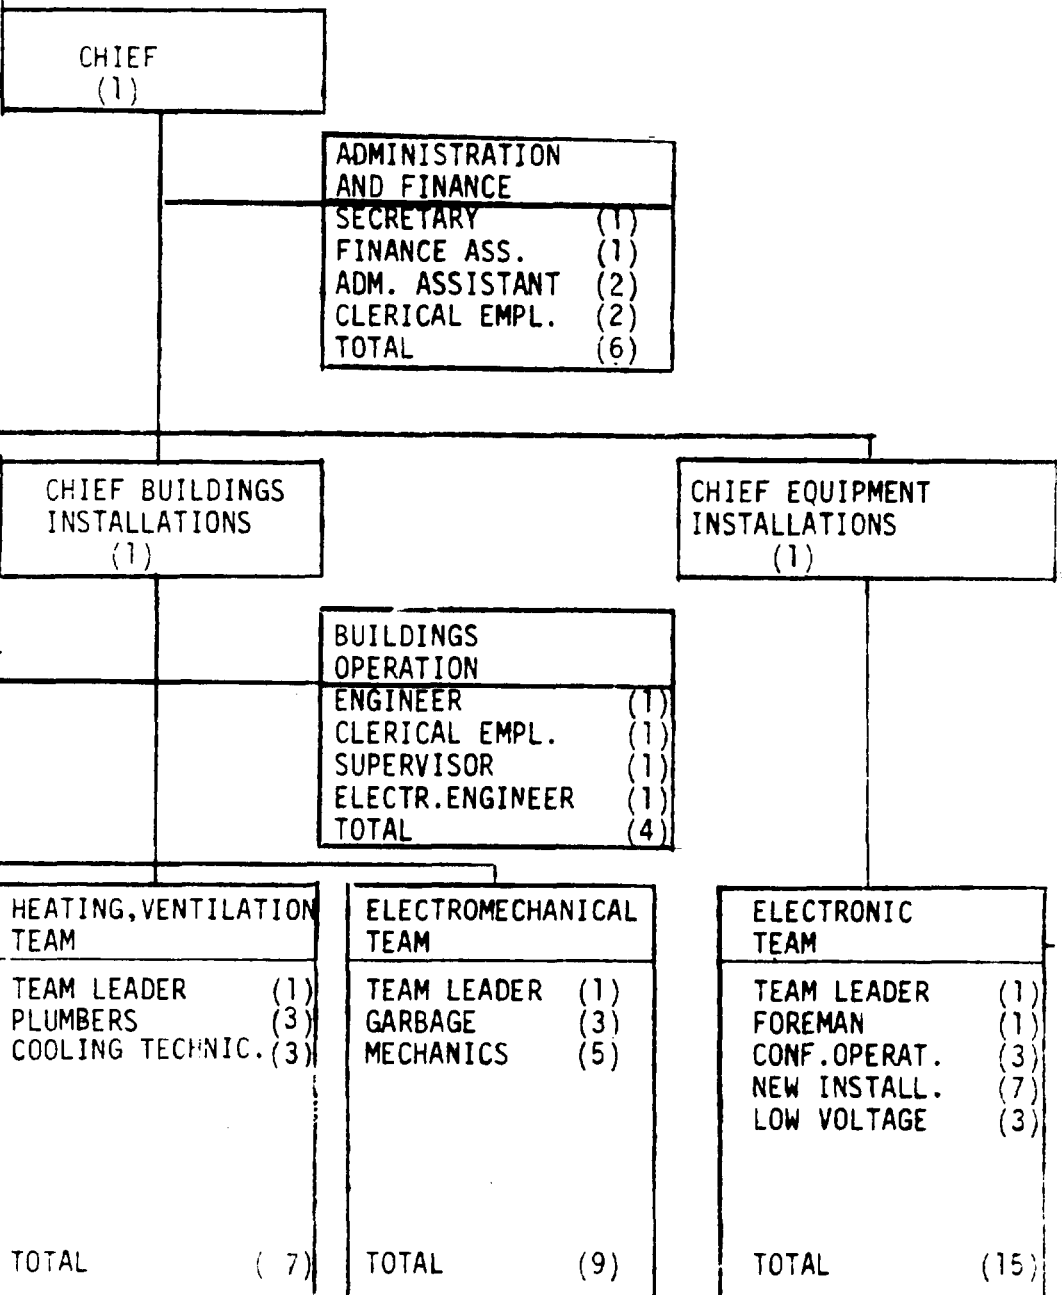 CHIEF
(1)
ADMINISTRATION
AND FINANCE
SECRETARY (1)
FINANCE ASS. (1)
ADM. ASSISTANT (2)
CLERICAL EMPL. (2)
TOTAL (6)
CHIEF BUILDINGS
INSTALLATIONS
(1)
CHIEF EQUIPMENT
INSTALLATIONS
(1)
BUILDINGS
OPERATION
ENGINEER (1)
CLERICAL EMPL. (1)
SUPERVISOR (1)
ELECTR.ENGINEER (1)
TOTAL (4)
HEATING,VENTILATION
TEAM
TEAM LEADER (1)
PLUMBERS (3)
COOLING TECHNIC. (3)
TOTAL ( 7)
ELECTROMECHANICAL
TEAM
TEAM LEADER (1)
GARBAGE (3)
MECHANICS (5)
TOTAL (9)
ELECTRONIC
TEAM
TEAM LEADER (1)
FOREMAN (1)
CONF.OPERAT. (3)
NEW INSTALL. (7)
LOW VOLTAGE (3)
TOTAL (15)